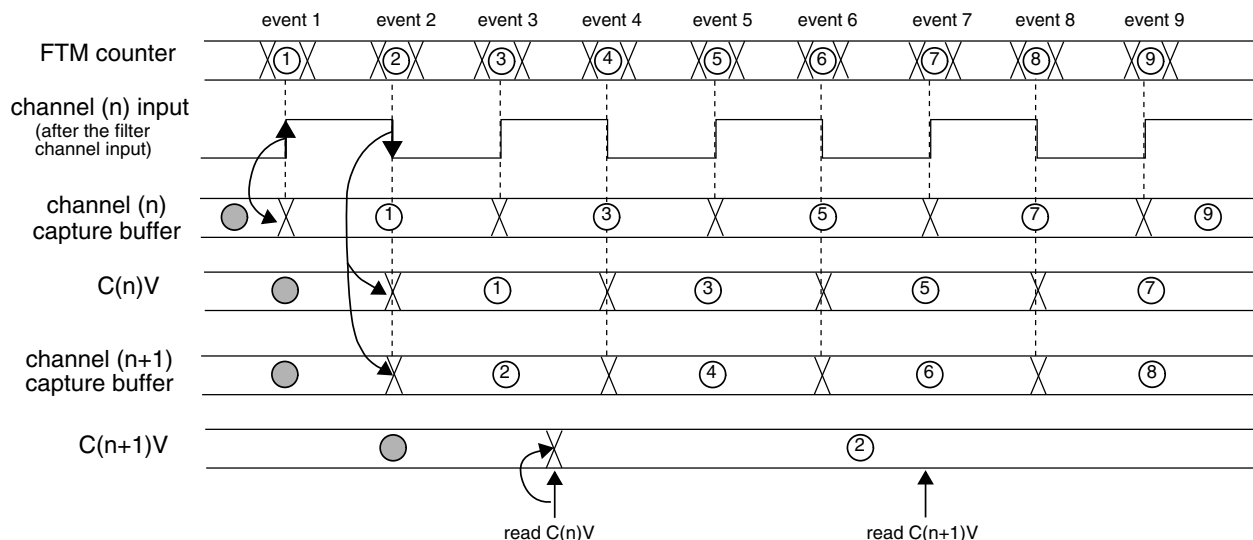 event 1 event 2 event 3 event 4 event 5 event 6 event 7 event 8 event 9
FTM counter 1 2 3 4 5 6 7 8 9
channel (n) input
(after the filter
channel input)
channel (n)
capture buffer 1 3 5 7 9
C(n)V 1 3 5 7
channel (n+1)
capture buffer 2 4 6 8
C(n+1)V 2
read C(n)V read C(n+1)V